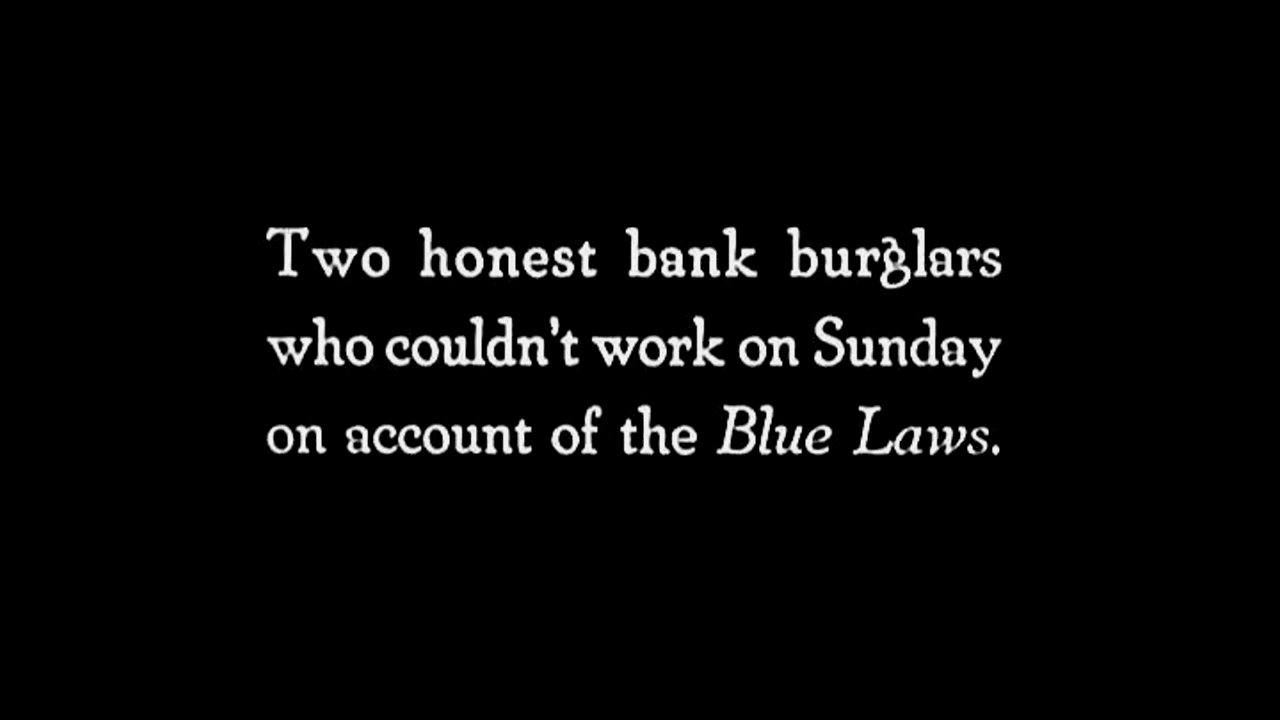 Two honest bank burglars
who couldn't work on Sunday
on account of the Blue Laws.